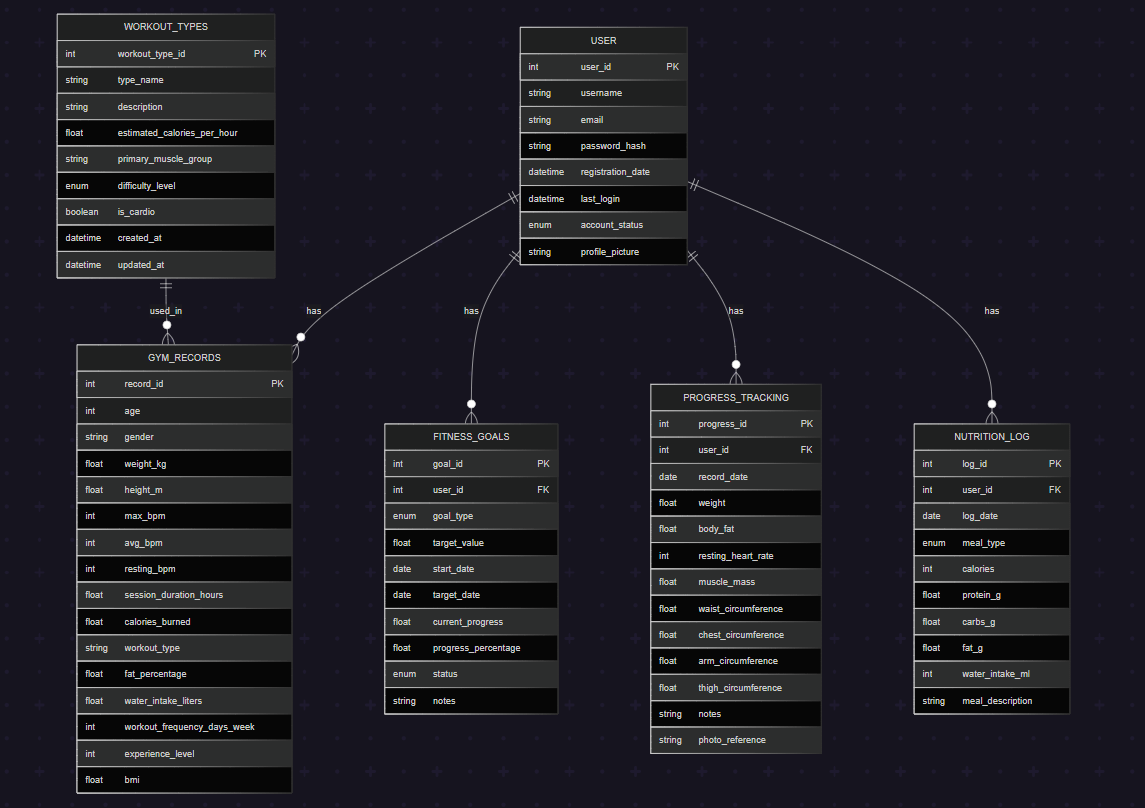 WORKOUT_TYPES
int workout_type_id PK
string type_name
string description
float estimated_calories_per_hour
string primary_muscle_group
enum difficulty_level
boolean is_cardio
datetime created_at
datetime updated_at
USER
int user_id PK
string username
string email
string password_hash
datetime registration_date
datetime last_login
enum account_status
string profile_picture
used_in
has
has
has
has
GYM_RECORDS
int record_id PK
int age
string gender
float weight_kg
float height_m
int max_bpm
int avg_bpm
int resting_bpm
float session_duration_hours
float calories_burned
string workout_type
float fat_percentage
float water_intake_liters
int workout_frequency_days_week
int experience_level
float bmi
FITNESS_GOALS
int goal_id PK
int user_id FK
enum goal_type
float target_value
date start_date
date target_date
float current_progress
float progress_percentage
enum status
string notes
PROGRESS_TRACKING
int progress_id PK
int user_id FK
date record_date
float weight
float body_fat
int resting_heart_rate
float muscle_mass
float waist_circumference
float chest_circumference
float arm_circumference
float thigh_circumference
string notes
string photo_reference
NUTRITION_LOG
int log_id PK
int user_id FK
date log_date
enum meal_type
int calories
float protein_g
float carbs_g
float fat_g
int water_intake_ml
string meal_description